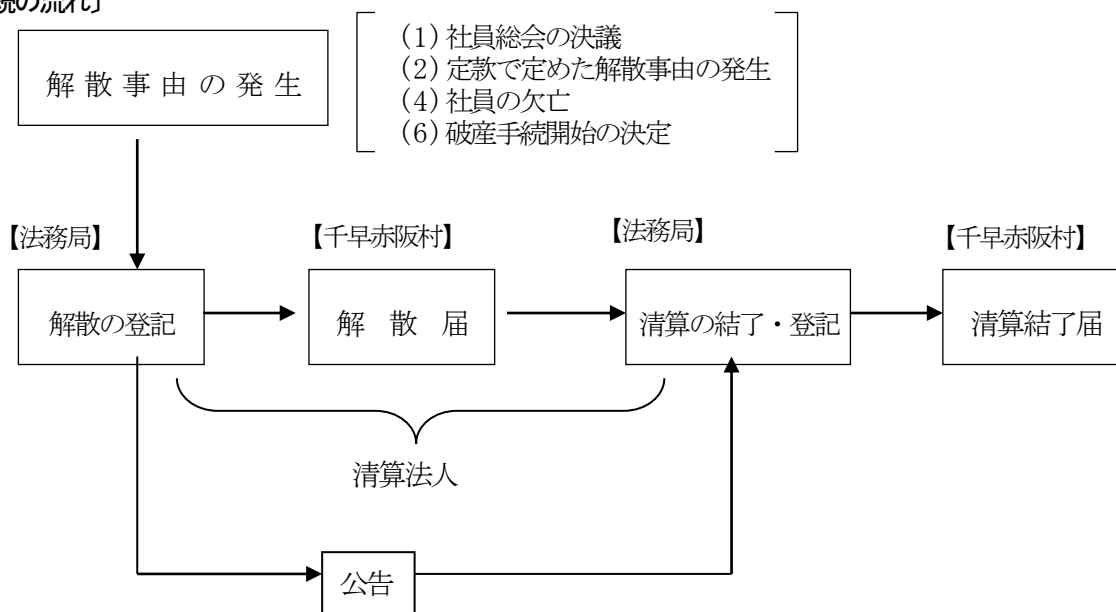 の流れ〕
解散事由の発生
(1)社員総会の決議
(2)定款で定めた解散事由の発生
(4)社員の欠亡
(6)破産手続開始の決定
【法務局】
【千早赤阪村】
【法務局】
【千早赤阪村】
解散の登記
解散届
清算の結了・登記
清算結了届
清算法人
公告